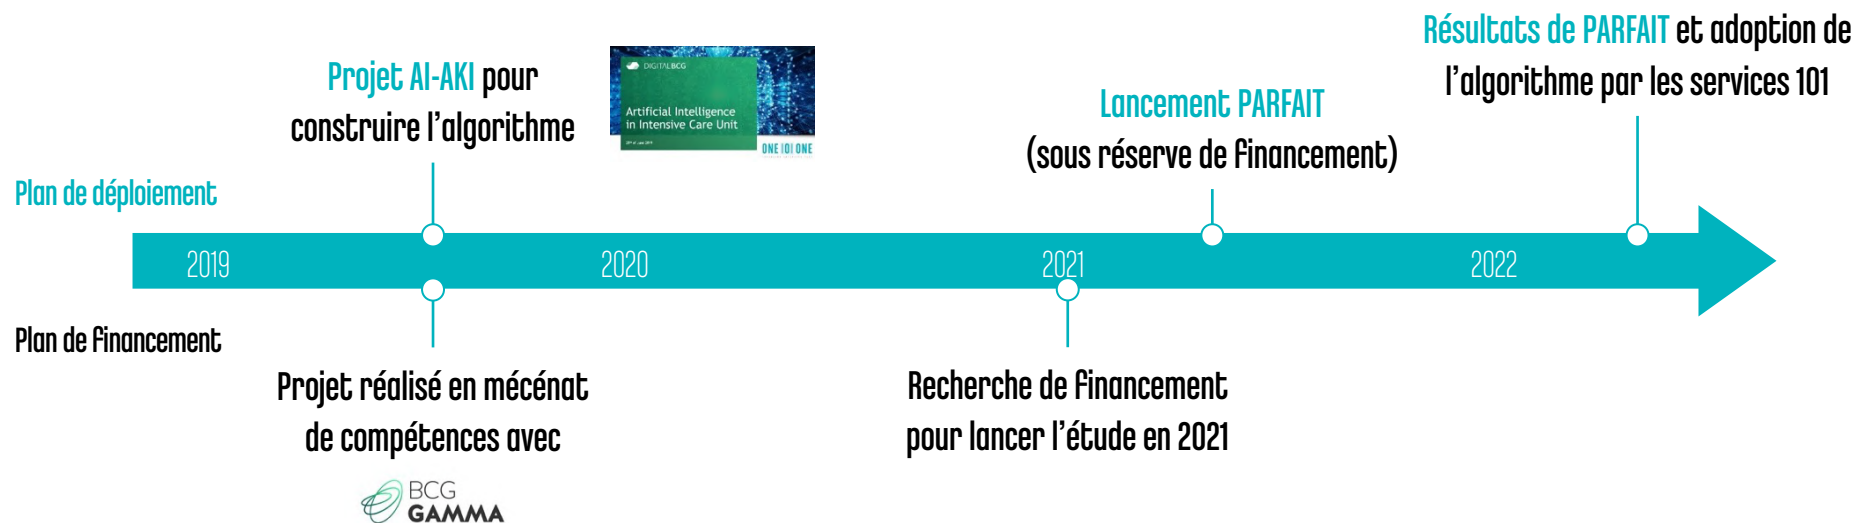 Résultats de PARFAIT et adoption de
l'algorithme par les services 101
Projet AI-AKI pour
construire l'algorithme
DIGITALBCG
Artificial Intelligence
in Intensive Care Unit
ONE|O|ONE
Lancement PARFAIT
(sous réserve de financement)
Plan de déploiement
2019
2020
2021
2022
Plan de financement
Projet réalisé en mécénat
de compétences avec
BCG
GAMMA
Recherche de financement
pour lancer l'étude en 2021